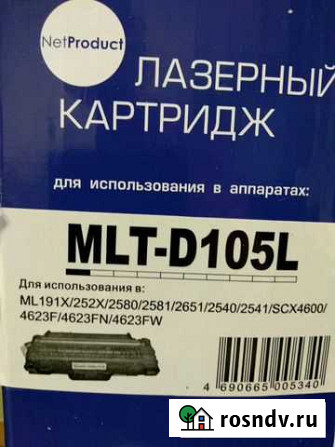 NetProduct
ЛАЗЕРНЫЙ
КАРТРИДЖ
для использования в аппаратах:
MLT-D105L
Для использования в:
ML191X/252X/2580/2581/2651/2540/2541/SCX4600/
4623F/4623FN/4623FW
4 690665 005340
rosndv.ru